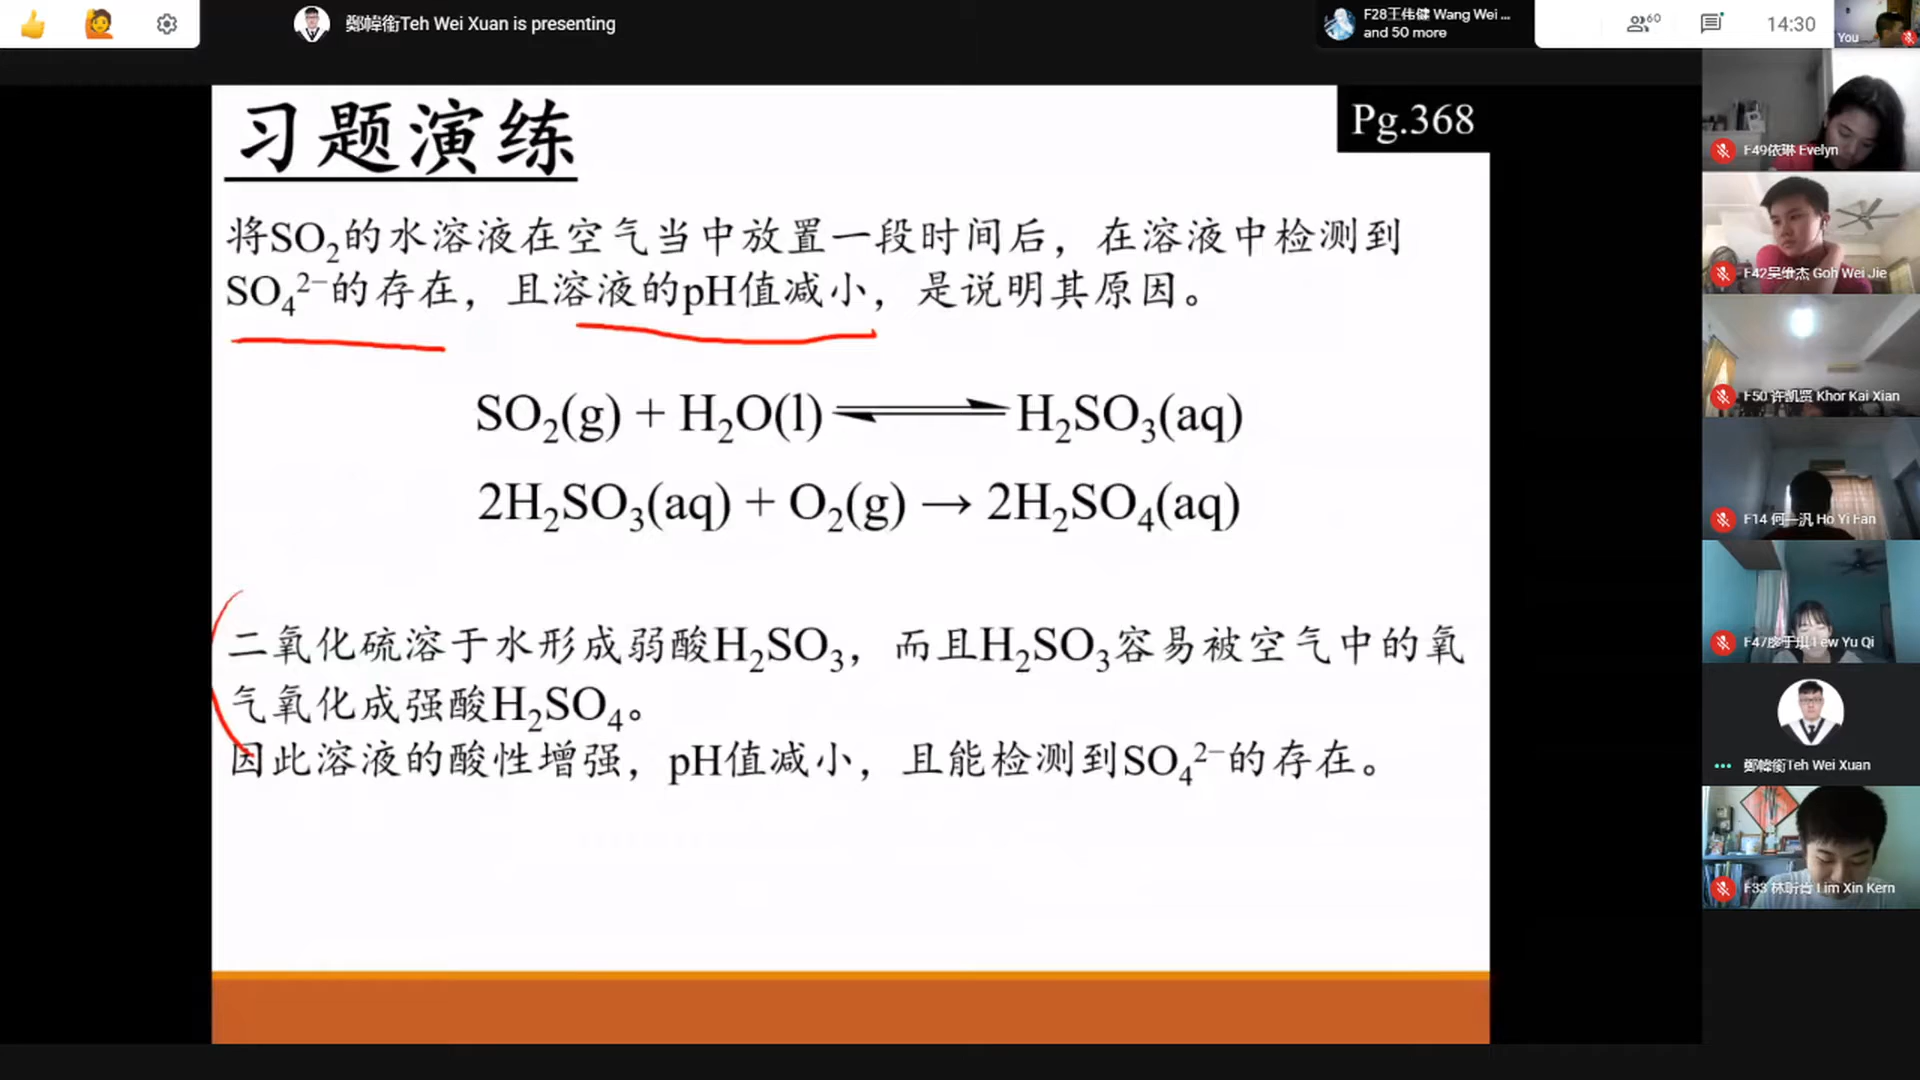 鄭幃銜Teh Wei Xuan is presenting
F28王伟健 Wang Wei ...
and 50 more
60
14:30
You
习题演练
Pg.368
将SO₂的水溶液在空气当中放置一段时间后，在溶液中检测到
SO₄²⁻的存在，且溶液的pH值减小，是说明其原因。
SO₂(g) + H₂O(l) ⇌ H₂SO₃(aq)
2H₂SO₃(aq) + O₂(g) → 2H₂SO₄(aq)
二氧化硫溶于水形成弱酸H₂SO₃，而且H₂SO₃容易被空气中的氧
气氧化成强酸H₂SO₄。
因此溶液的酸性增强，pH值减小，且能检测到SO₄²⁻的存在。
F49依琳 Evelyn
F42吴维杰 Goh Wei Jie
F50 许凯贤 Khor Kai Xian
F14 何一汎 Ho Yi Fan
F47 Lew Yu Qi
鄭幃銜Teh Wei Xuan
F33 林昕肯 Lim Xin Kern